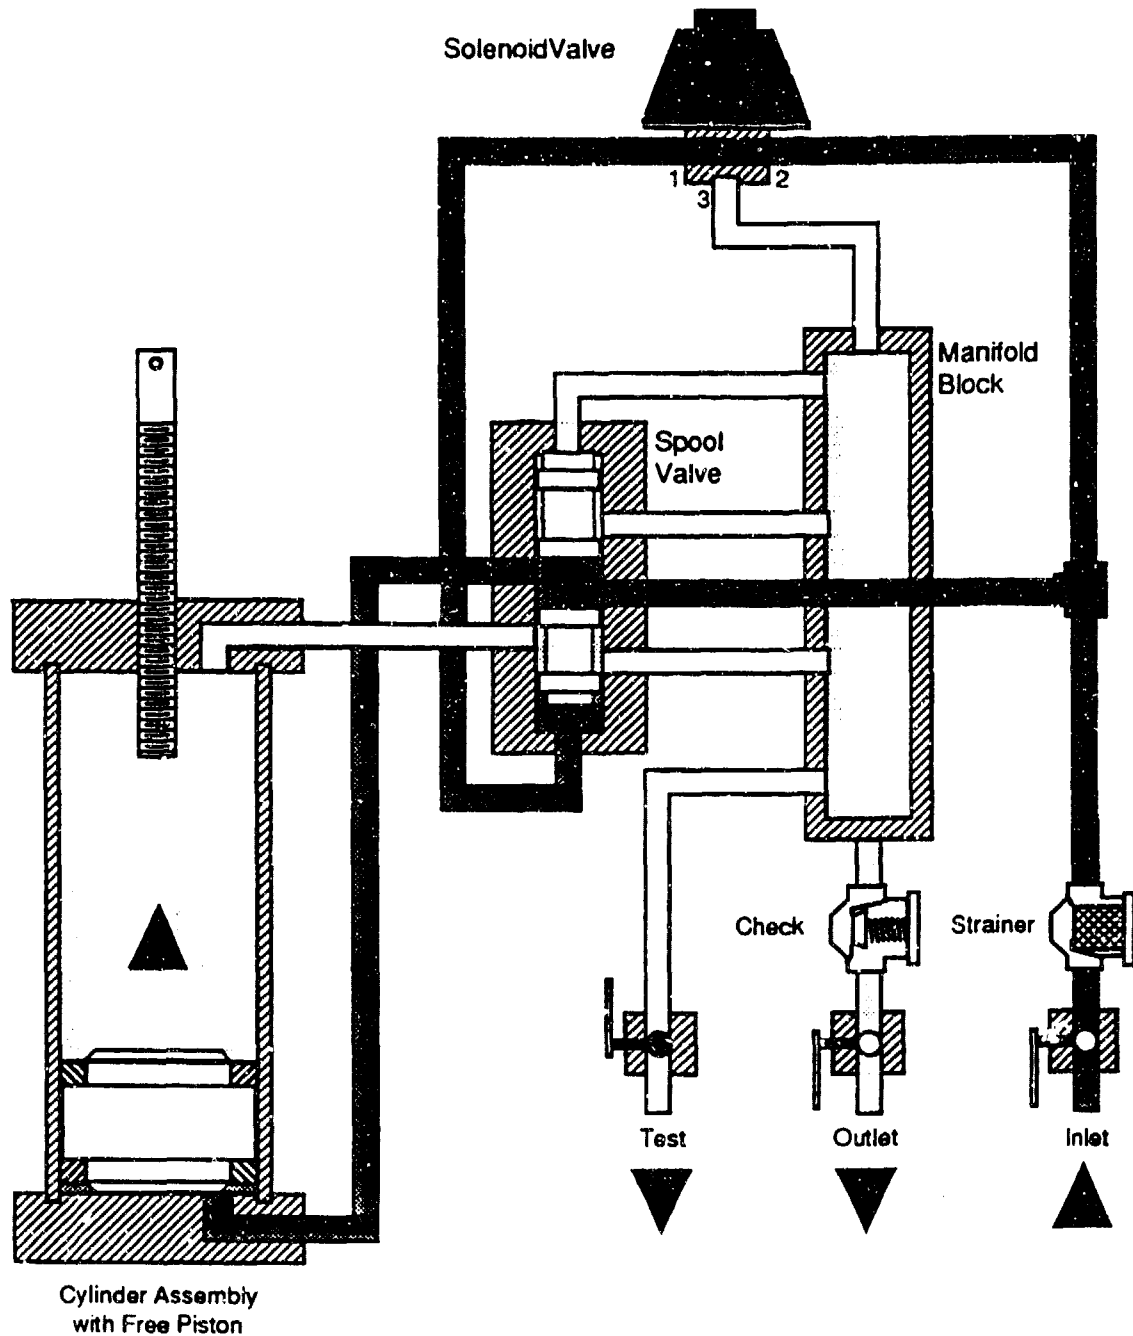 SolenoidValve
1
2
3
Manifold
Block
Spool
Valve
Check
Strainer
Test
Outlet
Inlet
Cylinder Assembly
with Free Piston